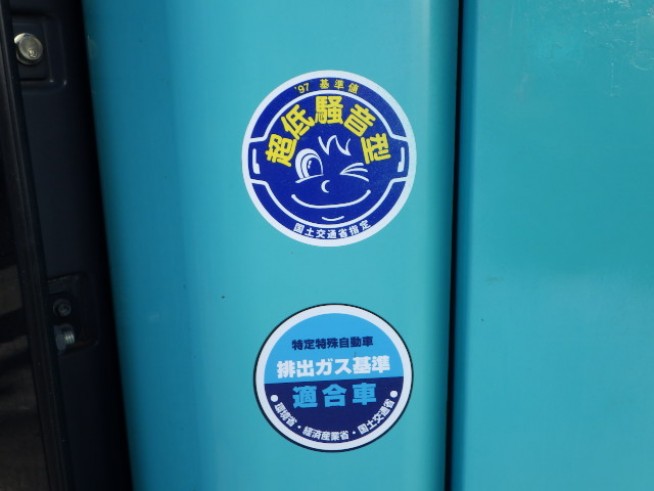 '97 基準値
超低騒音型
国土交通省指定
特定特殊自動車
排出ガス基準
適合車
●環境省・経済産業省・国土交通省●